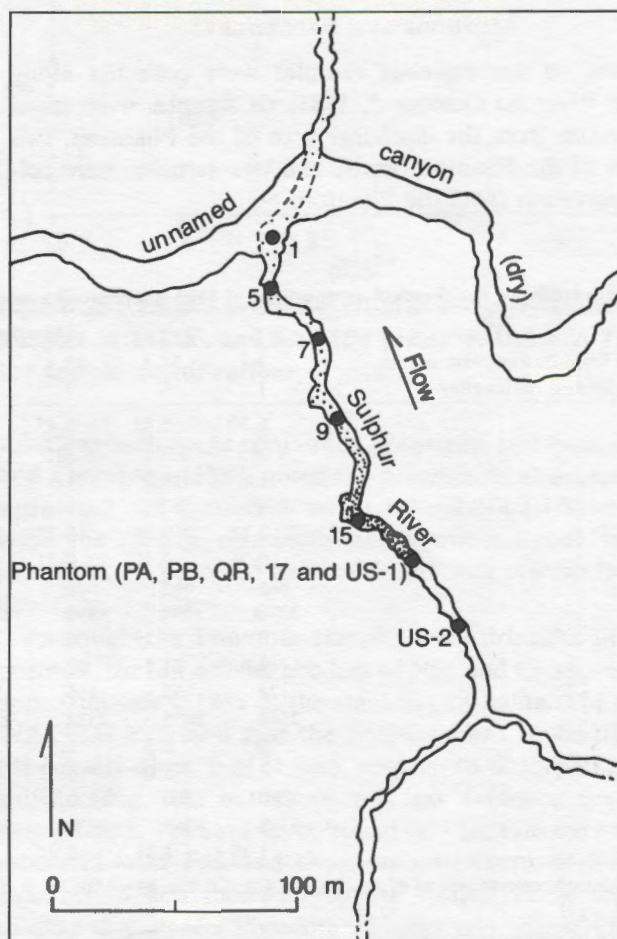 canyon
unnamed
1
(dry)
5
7
Flow
9
Sulphur
15
River
Phantom (PA, PB, QR, 17 and US-1)
US-2
N
0 100 m